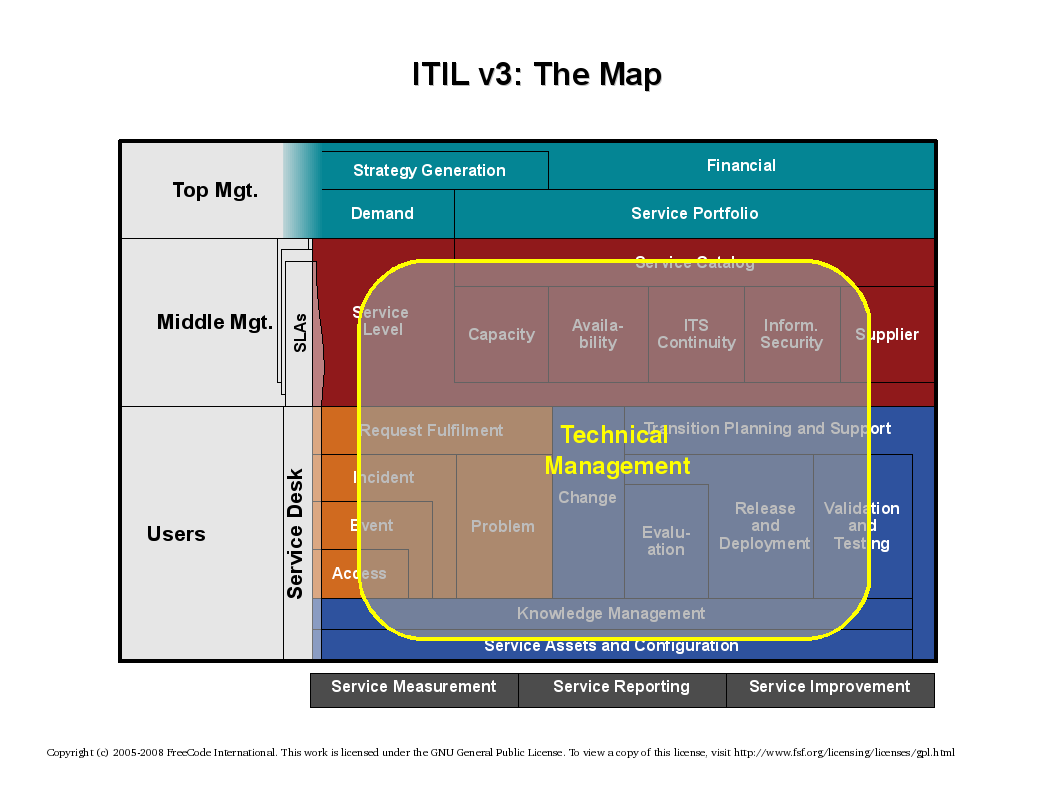 ITIL v3: The Map
Top Mgt.
Strategy Generation
Financial
Demand
Service Portfolio
Middle Mgt.
SLAs
Service
Level
Service Catalog
Capacity
Availa-
bility
ITS
Continuity
Inform.
Security
Supplier
Users
Service Desk
Request Fulfilment
Incident
Event
Access
Problem
Technical
Management
Change
Transition Planning and Support
Evalu-
ation
Release
and
Deployment
Validation
and
Testing
Knowledge Management
Service Assets and Configuration
Service Measurement
Service Reporting
Service Improvement
Copyright (c) 2005-2008 FreeCode International. This work is licensed under the GNU General Public License. To view a copy of this license, visit http://www.fsf.org/licensing/licenses/gpl.html